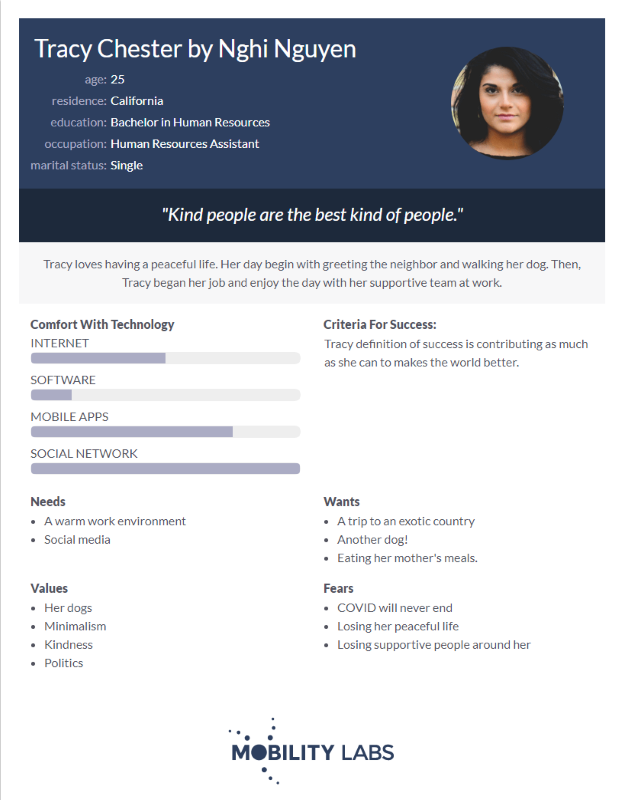 Tracy Chester by Nghi Nguyen
age: 25
residence: California
education: Bachelor in Human Resources
occupation: Human Resources Assistant
marital status: Single
"Kind people are the best kind of people."
Tracy loves having a peaceful life. Her day begin with greeting the neighbor and walking her dog. Then,
Tracy began her job and enjoy the day with her supportive team at work.
Comfort With Technology
INTERNET
SOFTWARE
MOBILE APPS
SOCIAL NETWORK
Criteria For Success:
Tracy definition of success is contributing as much
as she can to makes the world better.
Needs
• A warm work environment
• Social media
Wants
• A trip to an exotic country
• Another dog!
• Eating her mother's meals.
Values
• Her dogs
• Minimalism
• Kindness
• Politics
Fears
• COVID will never end
• Losing her peaceful life
• Losing supportive people around her
MOBILITY LABS